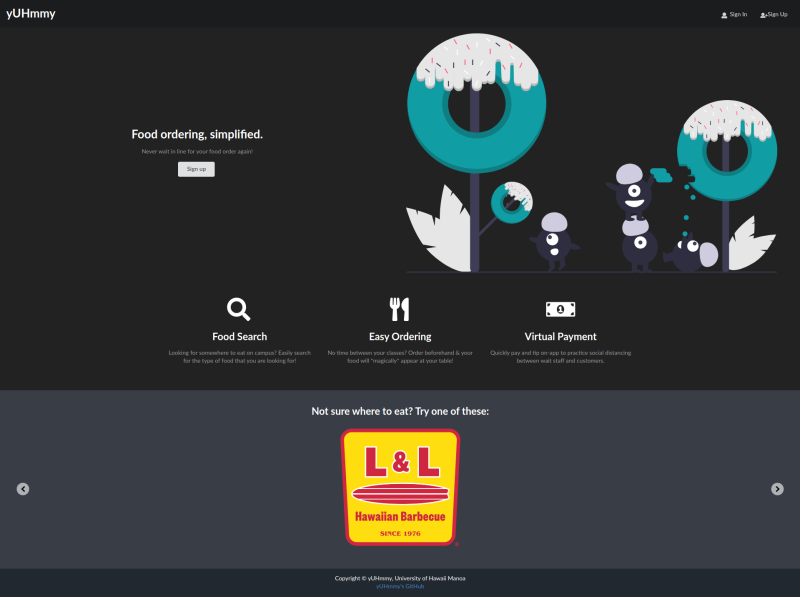 yUHmmy
Sign In
Sign Up
Food ordering, simplified.
Never wait in line for your food order again!
Sign up
Food Search
Looking for somewhere to eat on campus? Easily search
for the type of food that you are looking for!
Easy Ordering
No time between your classes? Order beforehand & your
food will "magically" appear at your table!
1
Virtual Payment
Quickly pay and tip on-app to practice social distancing
between wait staff and customers.
Not sure where to eat? Try one of these:
L & L
Hawaiian Barbecue
SINCE 1976
Copyright © yUHmmy, University of Hawaii Manoa
yUHmmy's GitHub